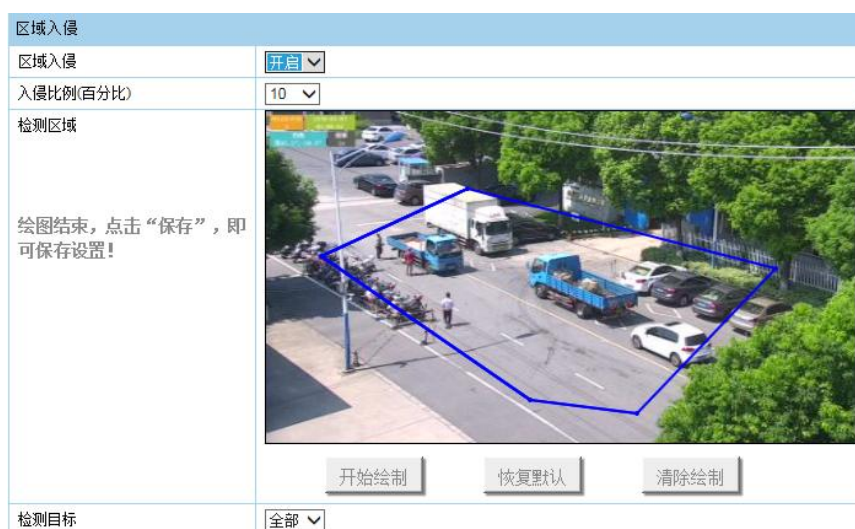 区域入侵
区域入侵
开启
入侵比例(百分比)
10
检测区域
绘图结束，点击“保存”，即
可保存设置！
开始绘制
恢复默认
清除绘制
检测目标
全部